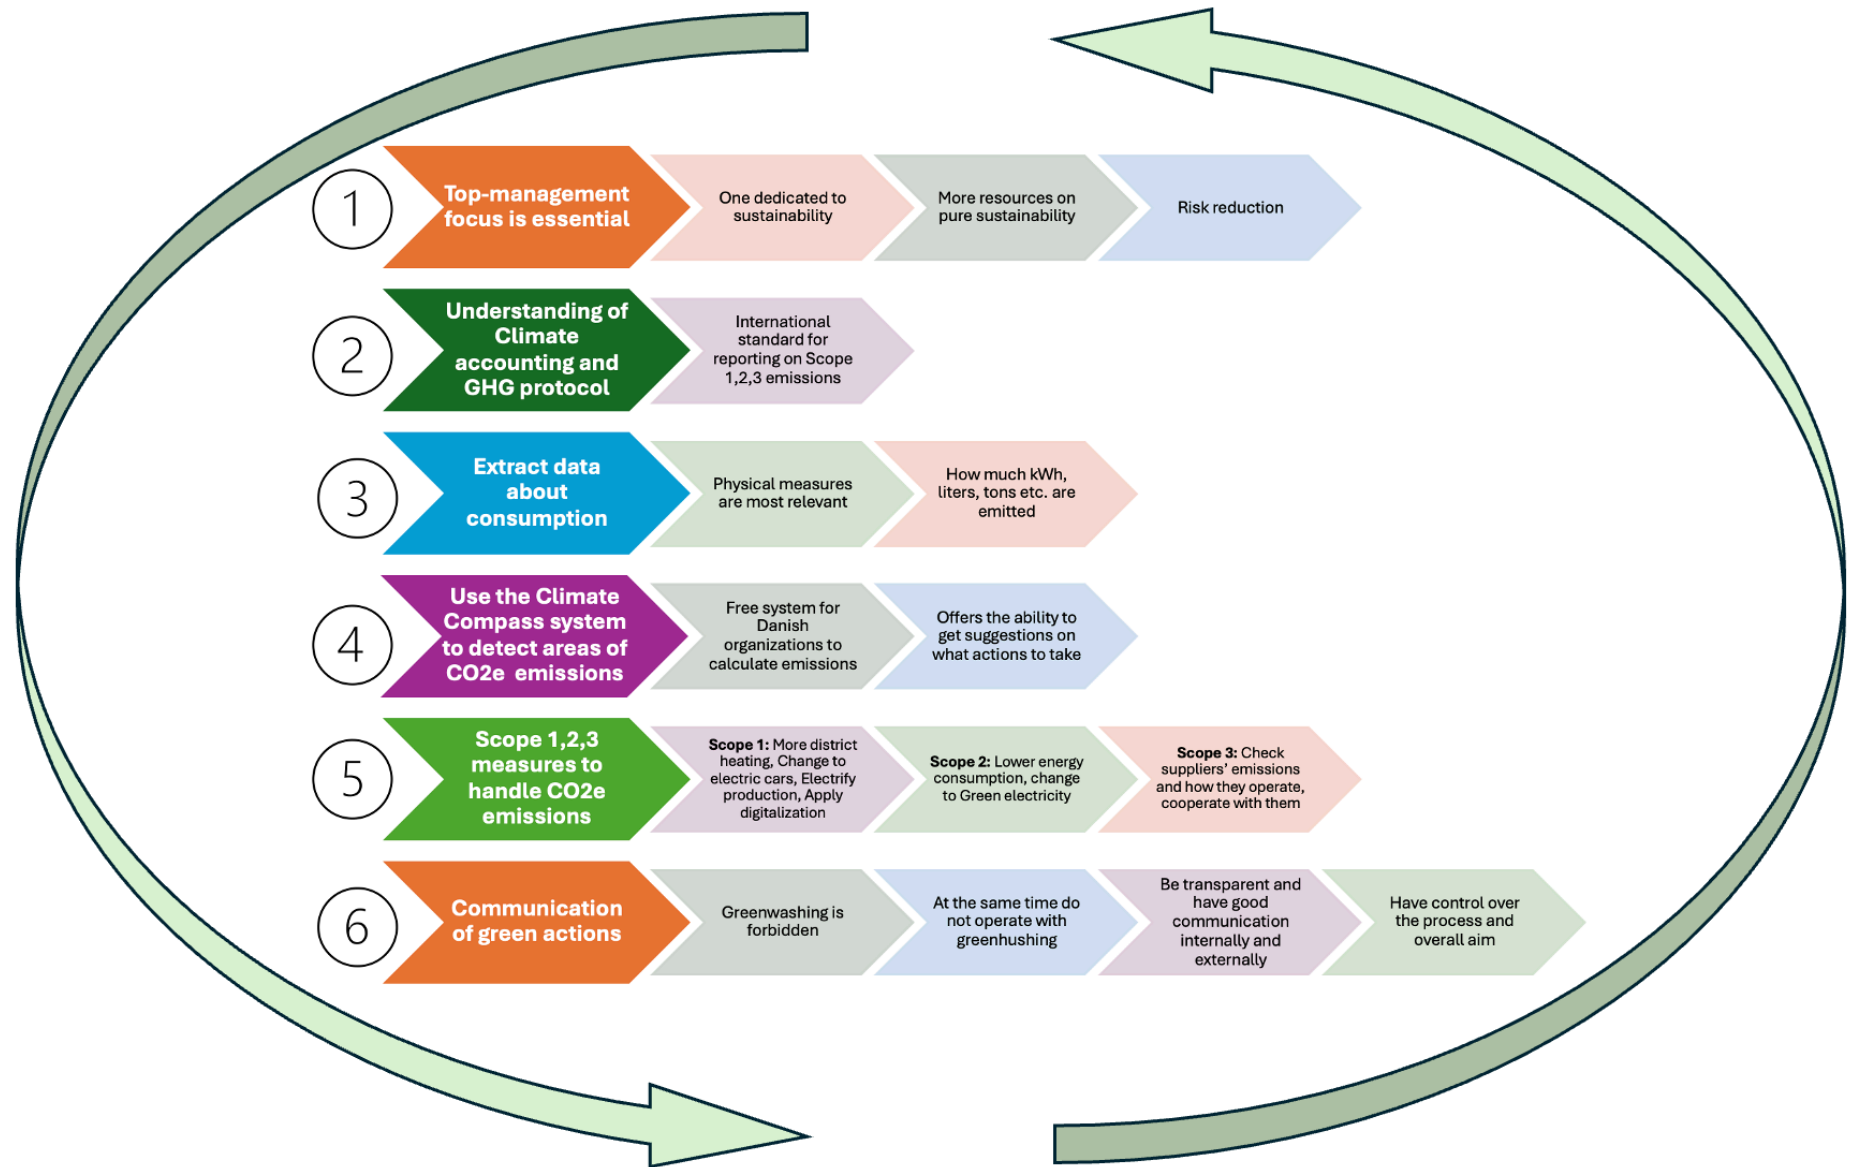 1
Top-management
focus is essential
One dedicated to
sustainability
More resources on
pure sustainability
Risk reduction
2
Understanding of
Climate
accounting and
GHG protocol
International
standard for
reporting on Scope
1,2,3 emissions
3
Extract data
about
consumption
Physical measures
are most relevant
How much kWh,
liters, tons etc. are
emitted
4
Use the Climate
Compass system
to detect areas of
CO2e emissions
Free system for
Danish
organizations to
calculate emissions
Offers the ability to
get suggestions on
what actions to take
5
Scope 1,2,3
measures to
handle CO2e
emissions
Scope 1: More district
heating, Change to
electric cars, Electrify
production, Apply
digitalization
Scope 2: Lower energy
consumption, change
to Green electricity
Scope 3: Check
suppliers’ emissions
and how they operate,
cooperate with them
6
Communication
of green actions
Greenwashing is
forbidden
At the same time do
not operate with
greenhushing
Be transparent and
have good
communication
internally and
externally
Have control over
the process and
overall aim